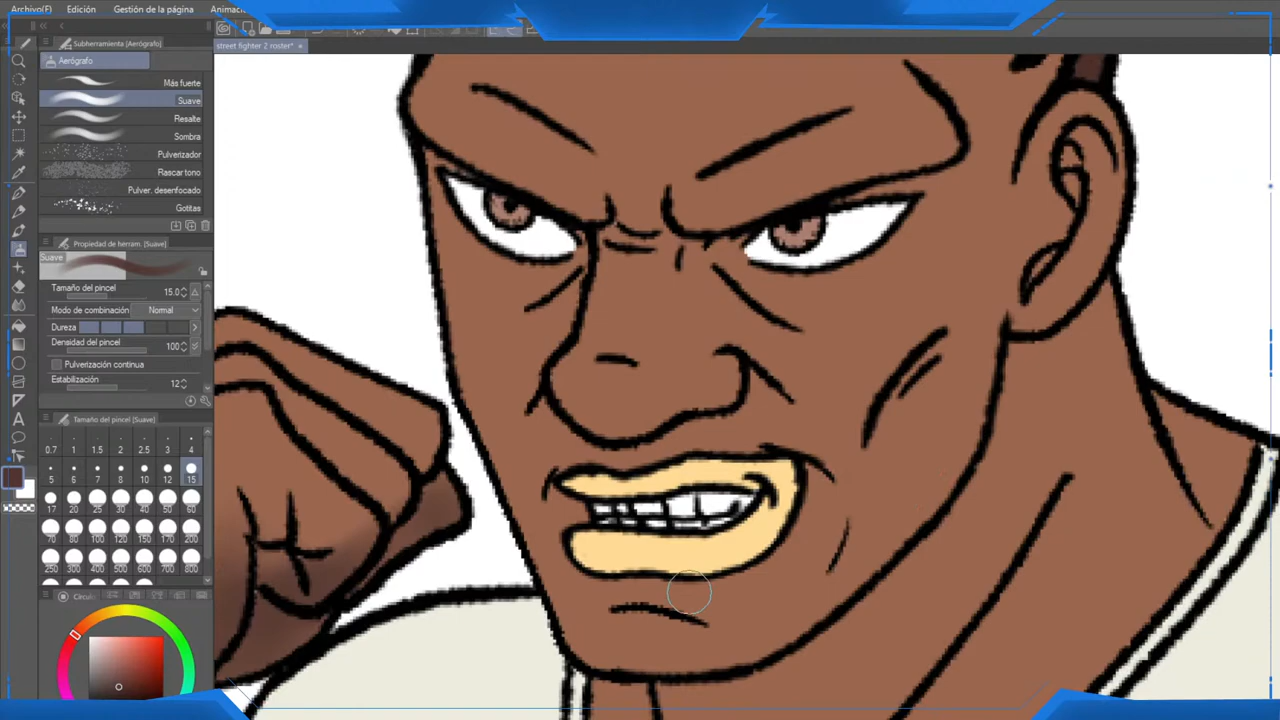 Archivo(F) Edición Gestión de la página Animació
Subherramienta [Aerógrafo]
street fighter 2 roster*
Aerógrafo
Más fuerte
Suave
Resalte
Sombra
Pulverizador
Rascar tono
Pulver. desenfocado
Gotitas
Propiedad de herram. [Suave]
Suave
Tamaño del pincel 15.0
Modo de combinación Normal
Dureza
Densidad del pincel 100
Pulverización continua
Estabilización 12
Tamaño del pincel [Suave]
0.7 1 1.5 2 2.5 3 4
5 6 7 8 10 12 15
17 20 25 30 40 50 60
70 80 100 120 150 170 200
250 300 400 500 600 700 800
Círculo